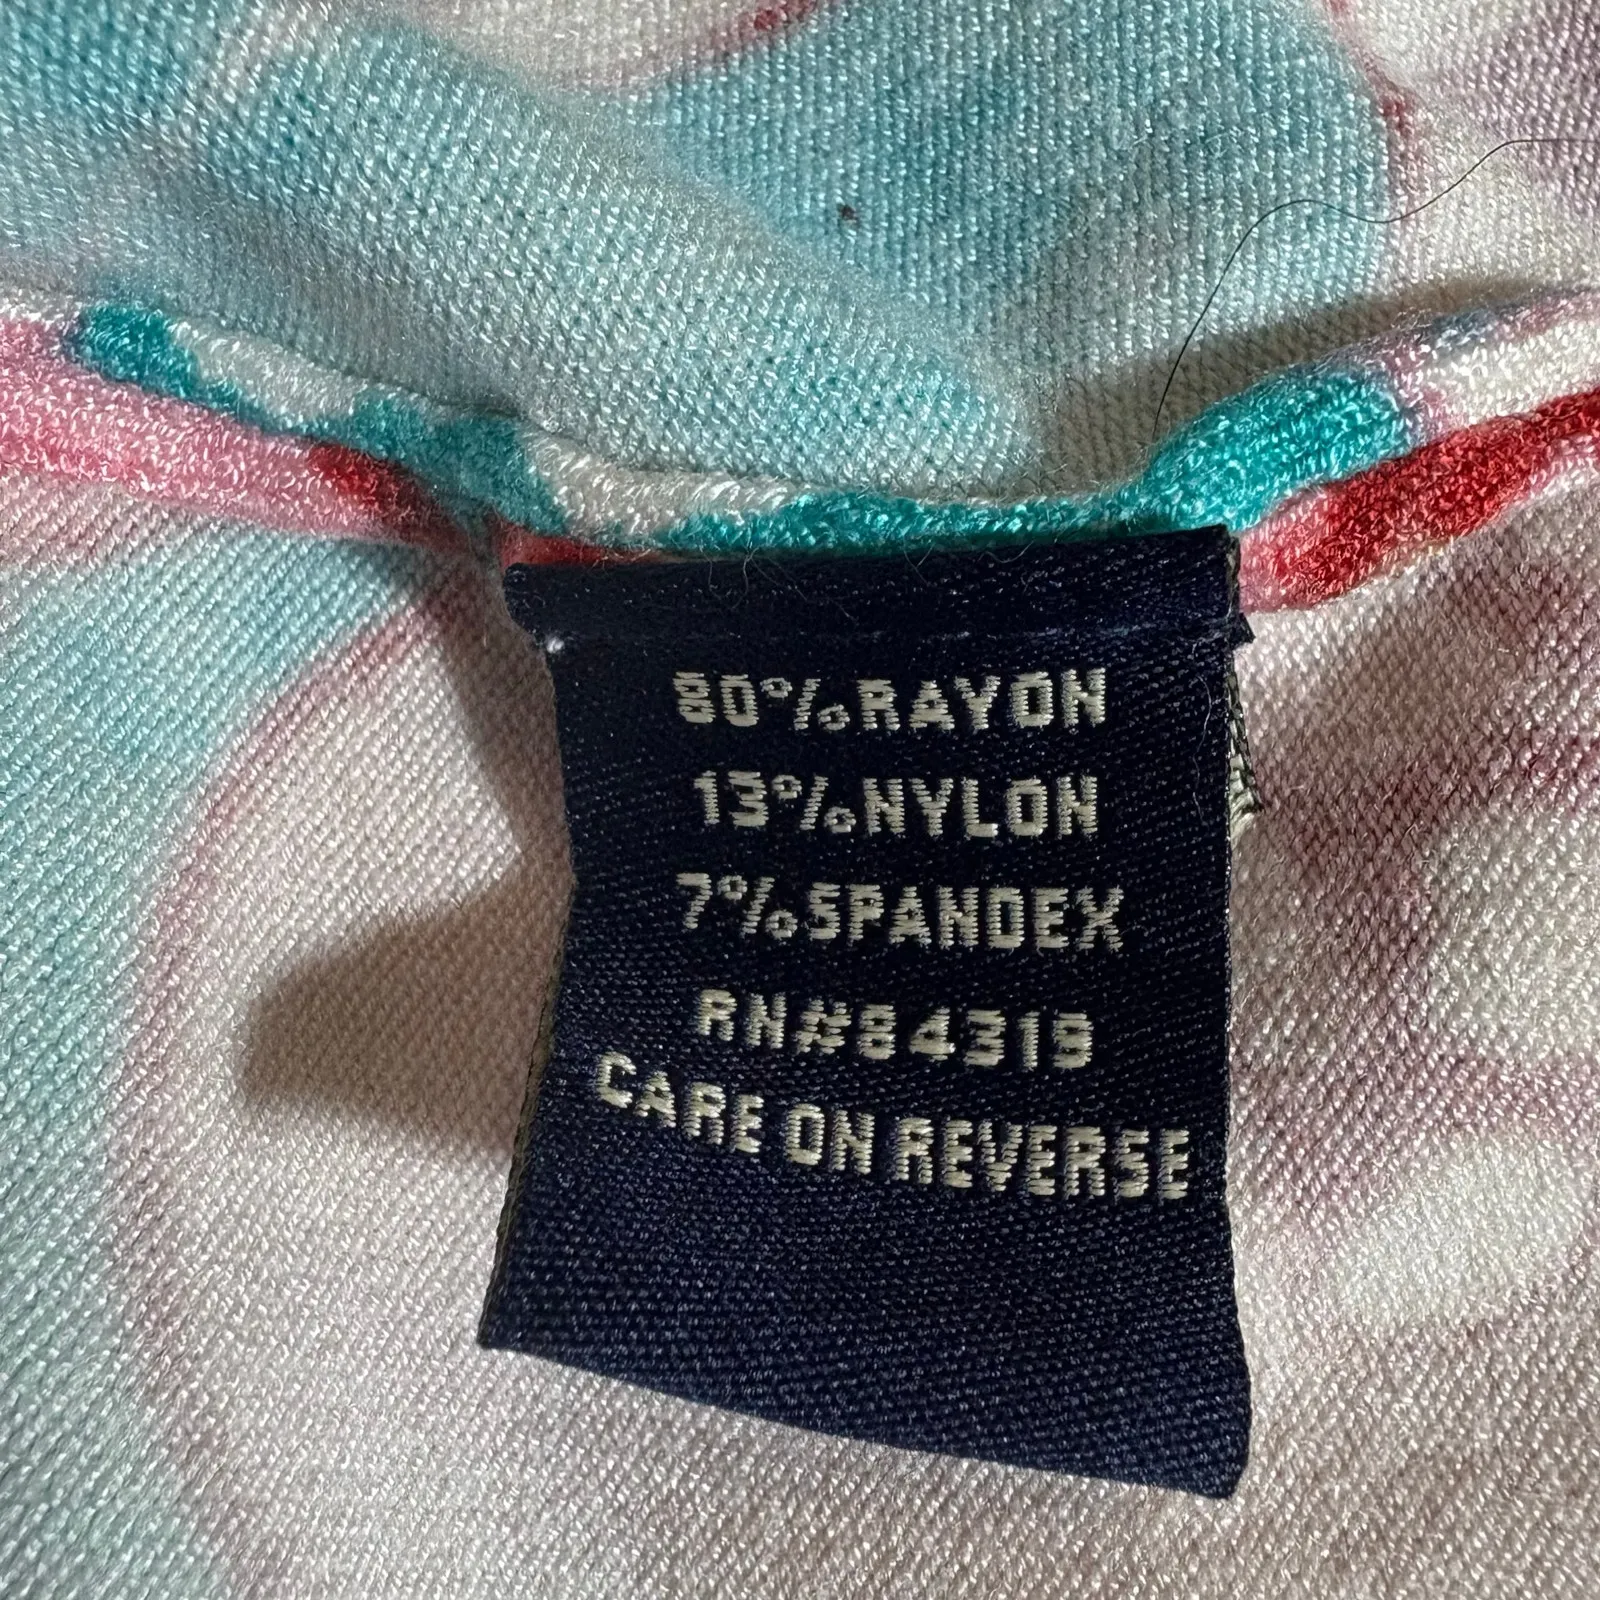 80%RAYON
13%NYLON
7%SPANDEX
RN#84319
CARE ON REVERSE